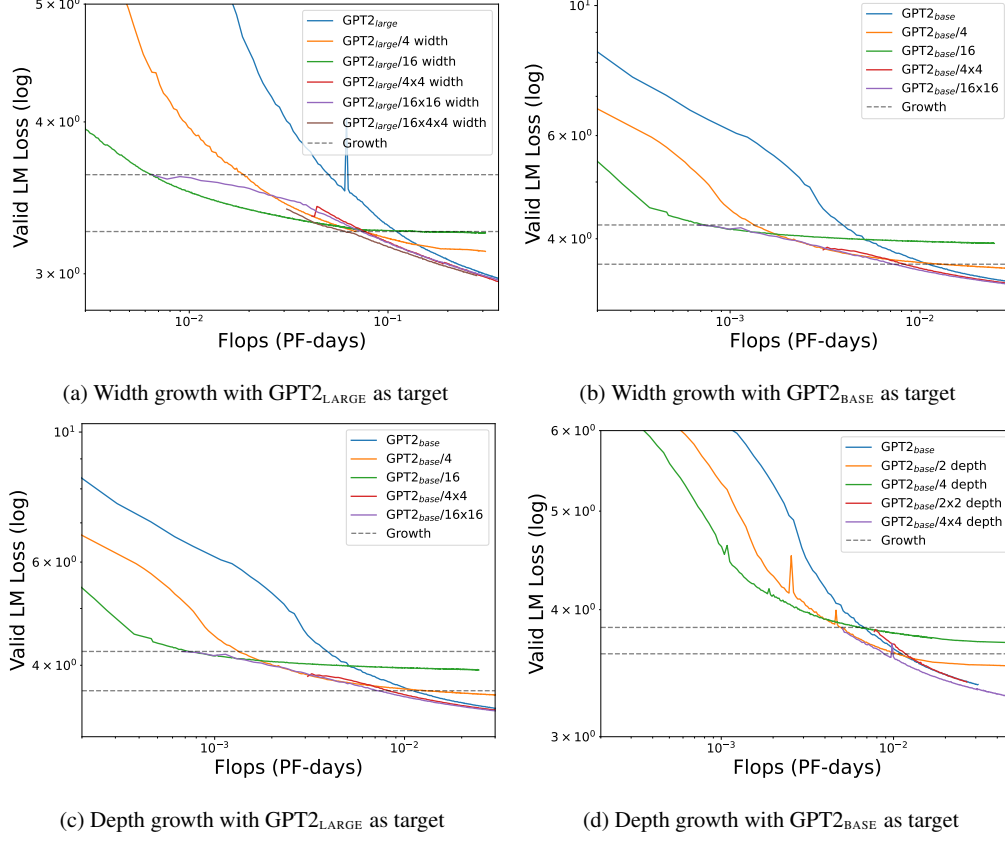 5 × 10⁰
4 × 10⁰
3 × 10⁰
Valid LM Loss (log)
GPT2large
GPT2large/4 width
GPT2large/16 width
GPT2large/4x4 width
GPT2large/16x16 width
GPT2large/16x4x4 width
Growth
10⁻² 10⁻¹
Flops (PF-days)
(a) Width growth with GPT2LARGE as target
10¹
6 × 10⁰
4 × 10⁰
Valid LM Loss (log)
GPT2base
GPT2base/4
GPT2base/16
GPT2base/4x4
GPT2base/16x16
Growth
10⁻³ 10⁻²
Flops (PF-days)
(b) Width growth with GPT2BASE as target
10¹
6 × 10⁰
4 × 10⁰
Valid LM Loss (log)
GPT2base
GPT2base/4
GPT2base/16
GPT2base/4x4
GPT2base/16x16
Growth
10⁻³ 10⁻²
Flops (PF-days)
(c) Depth growth with GPT2LARGE as target
6 × 10⁰
5 × 10⁰
4 × 10⁰
3 × 10⁰
Valid LM Loss (log)
GPT2base
GPT2base/2 depth
GPT2base/4 depth
GPT2base/2x2 depth
GPT2base/4x4 depth
Growth
10⁻³ 10⁻²
Flops (PF-days)
(d) Depth growth with GPT2BASE as target